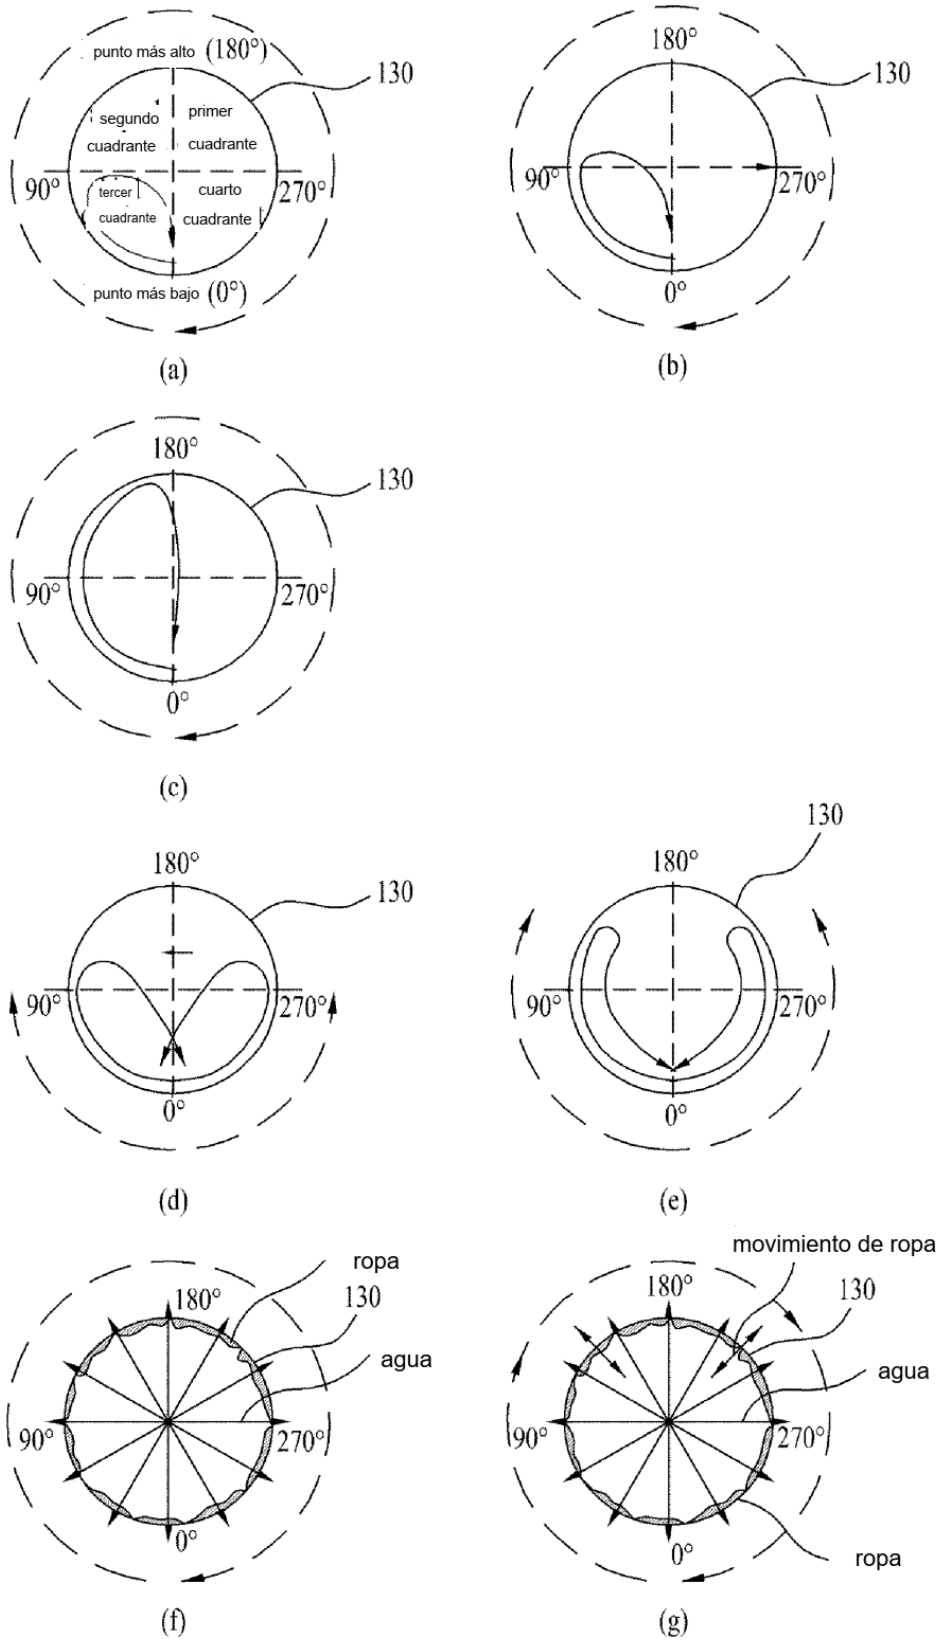 punto más alto (180°)
130
segundo
cuadrante
primer
cuadrante
90°
270°
tercer
cuadrante
cuarto
cuadrante
punto más bajo (0°)
(a)
180°
130
90°
270°
0°
(b)
180°
130
90°
270°
0°
(c)
180°
130
90°
270°
0°
(d)
130
180°
90°
270°
0°
(e)
ropa
180°
130
agua
90°
270°
0°
(f)
movimiento de ropa
180°
130
agua
90°
270°
0°
ropa
(g)